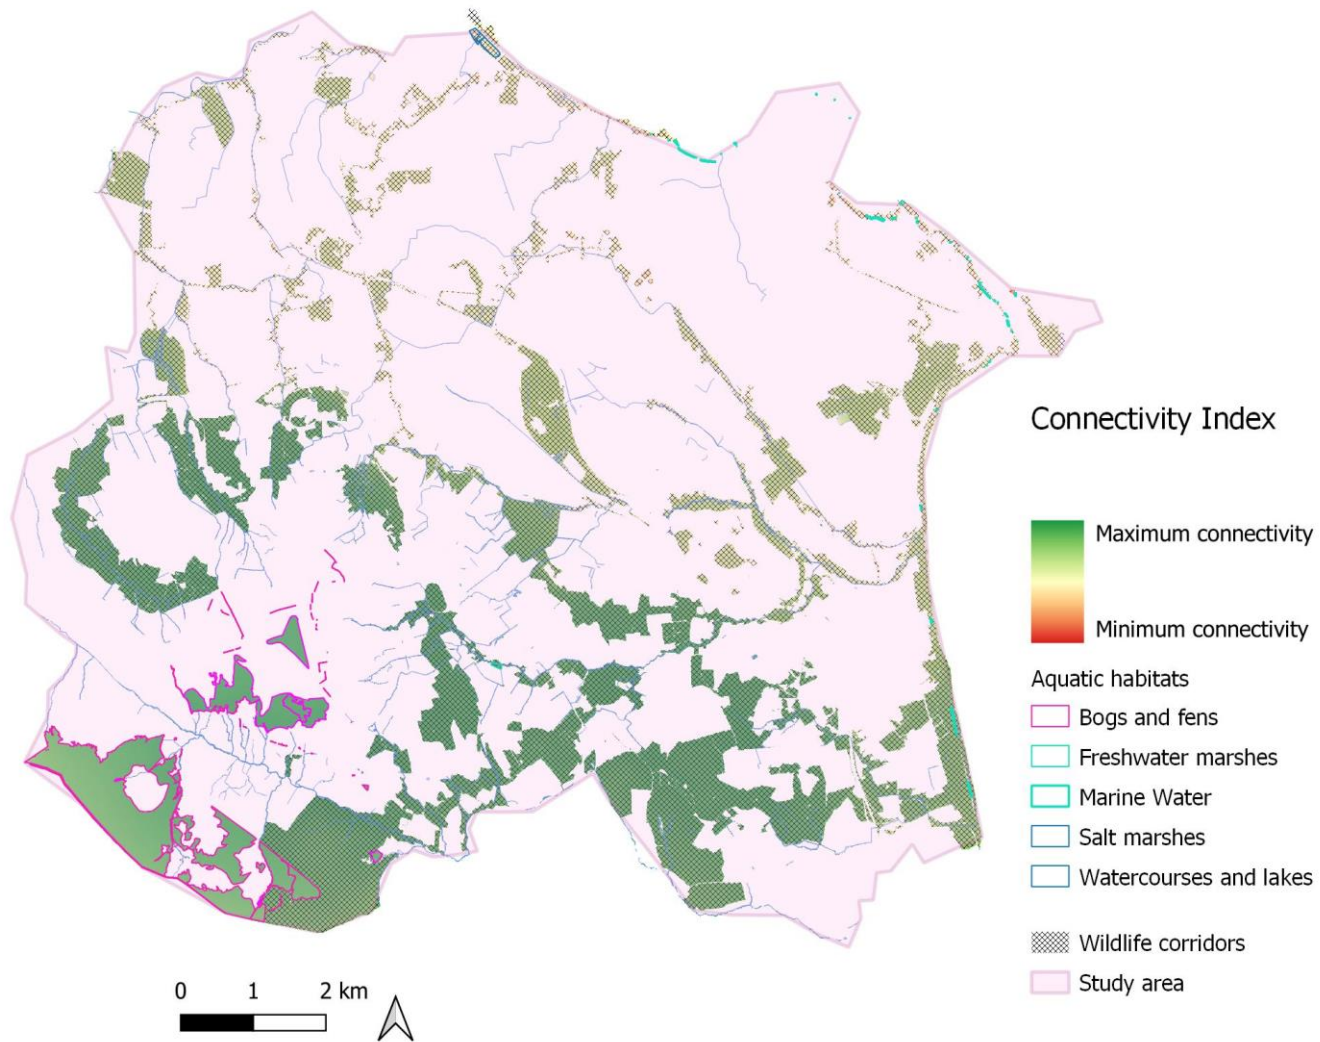 Connectivity Index
Maximum connectivity
Minimum connectivity
Aquatic habitats
Bogs and fens
Freshwater marshes
Marine Water
Salt marshes
Watercourses and lakes
Wildlife corridors
Study area
0 1 2 km